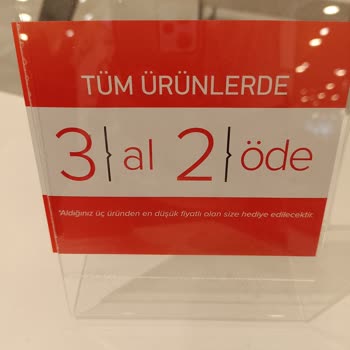 TÜM ÜRÜNLERDE
3 } al 2 } öde
*Aldığınız üç üründen en düşük fiyatlı olan size hediye edilecektir.